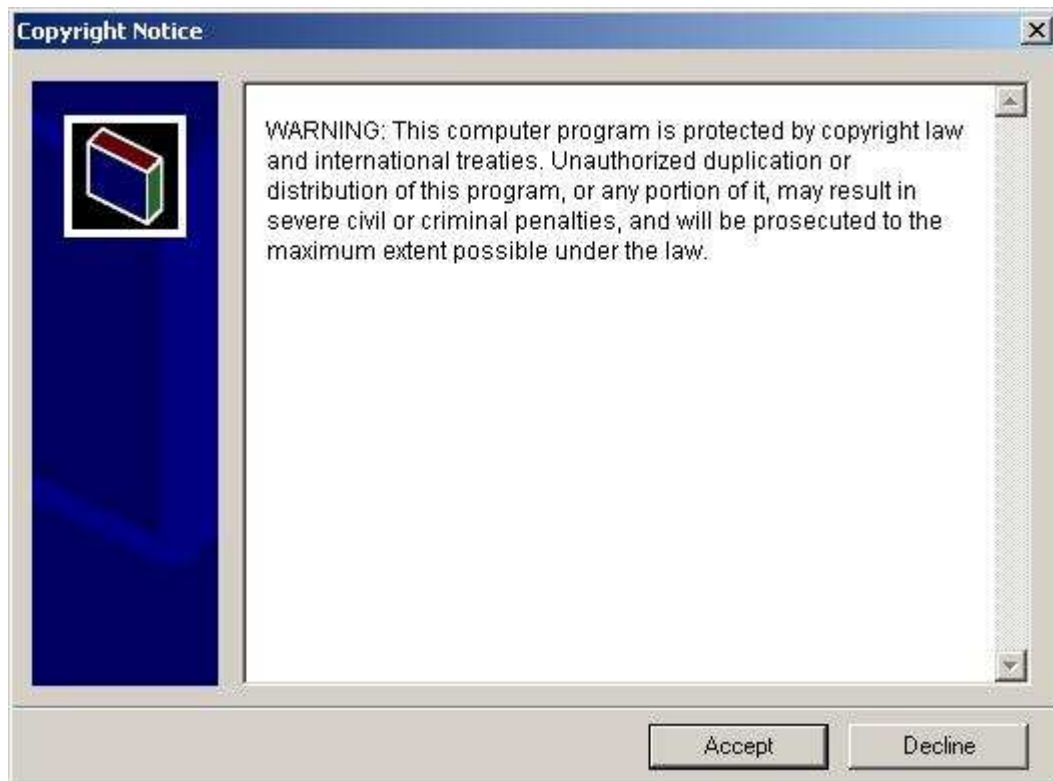 Copyright Notice
WARNING: This computer program is protected by copyright law
and international treaties. Unauthorized duplication or
distribution of this program, or any portion of it, may result in
severe civil or criminal penalties, and will be prosecuted to the
maximum extent possible under the law.
Accept
Decline